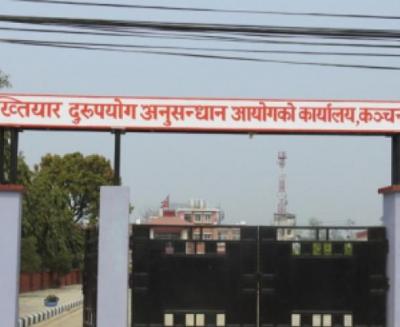 ख्तियार दुरुपयोग अनुसन्धान आयोगको कार्यालय,कञ्चन